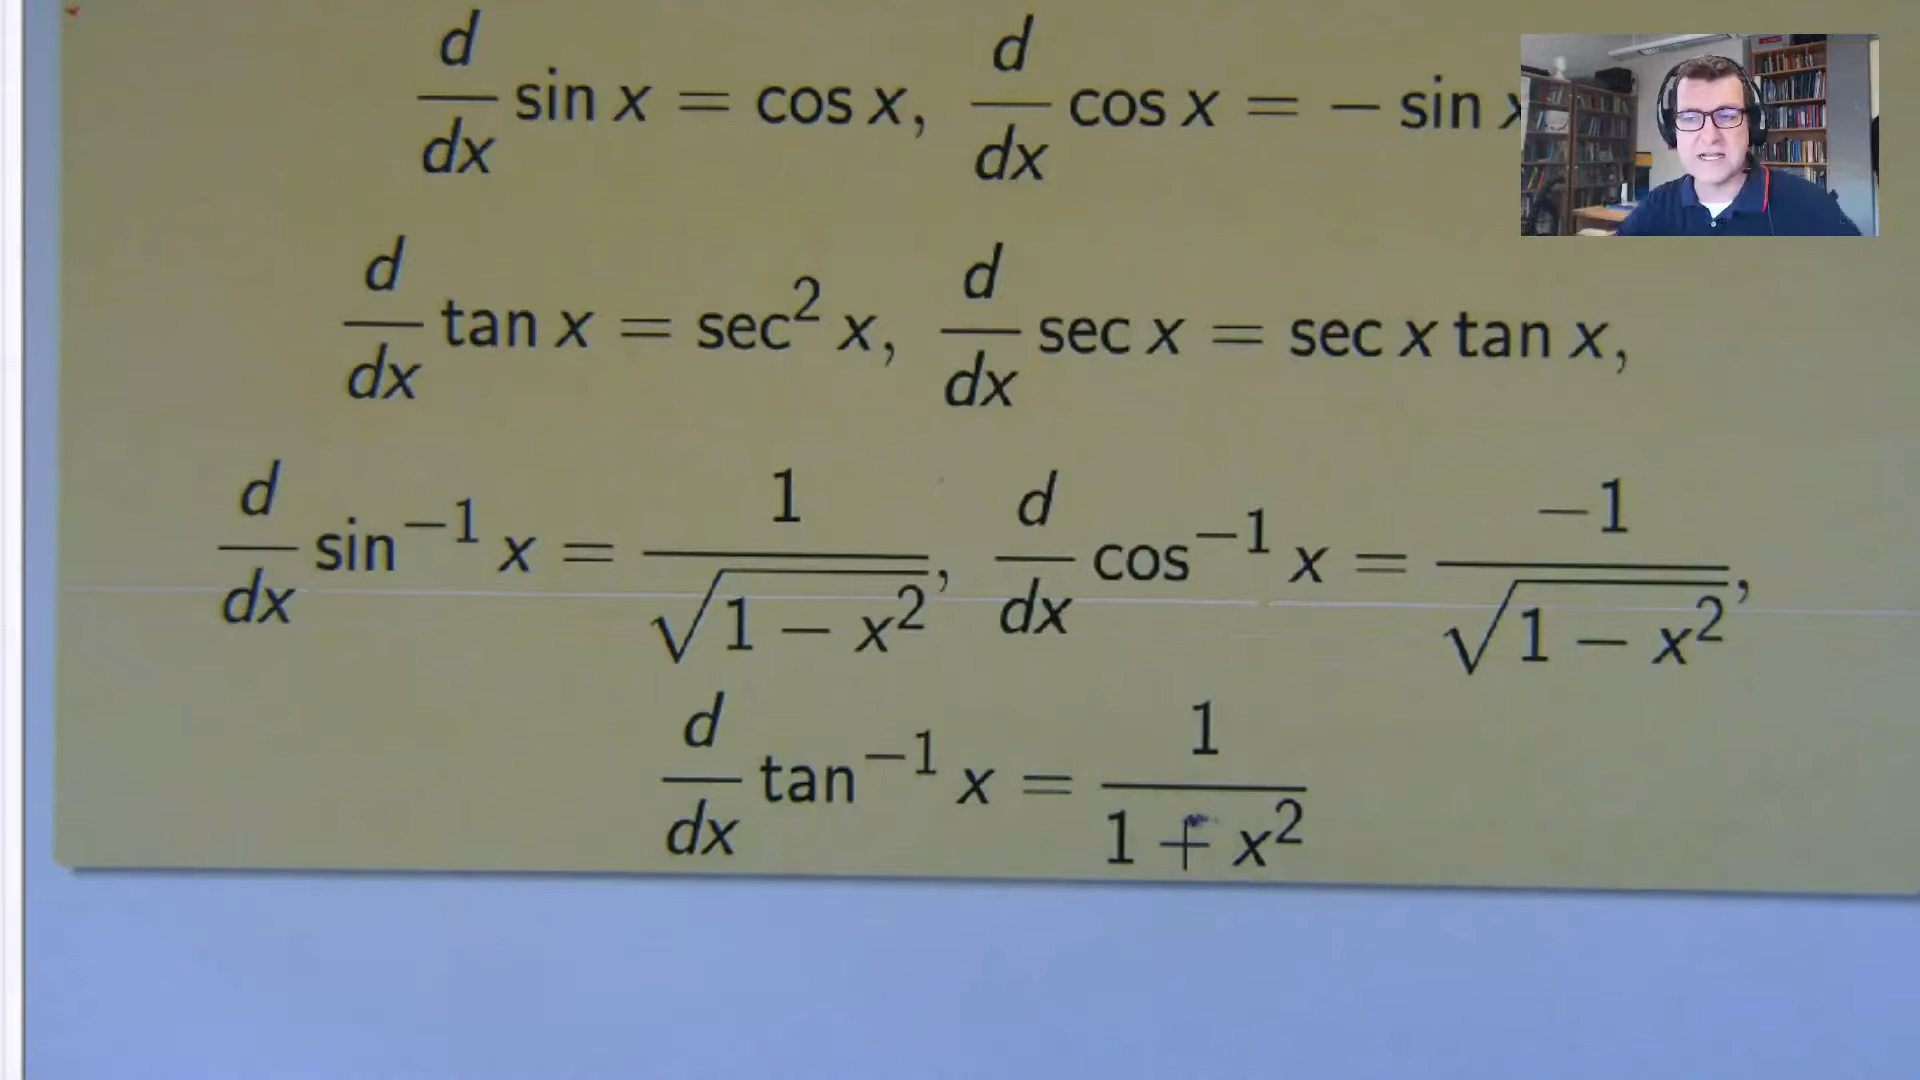 d/dx sin x = cos x, d/dx cos x = − sin x
d/dx tan x = sec² x, d/dx sec x = sec x tan x,
d/dx sin⁻¹ x = 1/√(1 − x²), d/dx cos⁻¹ x = −1/√(1 − x²),
d/dx tan⁻¹ x = 1/(1 + x²)